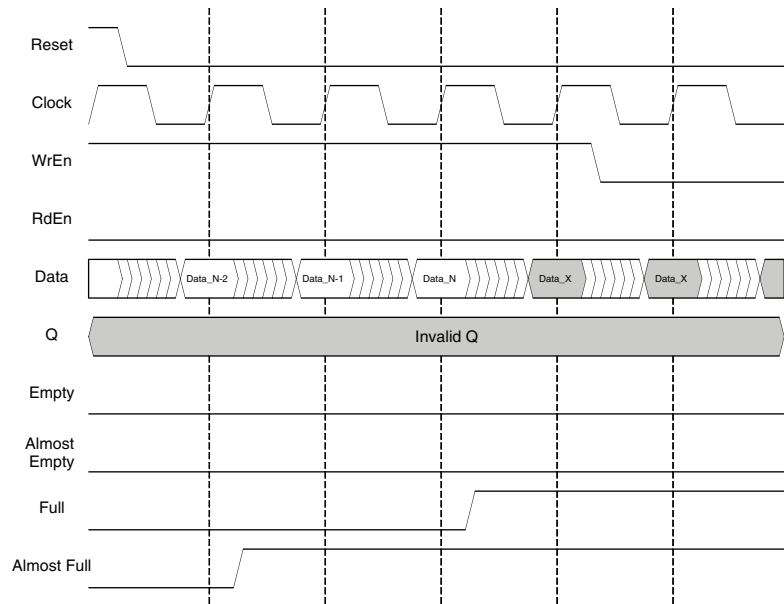 Reset
Clock
WrEn
RdEn
Data
Data_N-2
Data_N-1
Data_N
Data_X
Data_X
Q
Invalid Q
Empty
Almost
Empty
Full
Almost Full